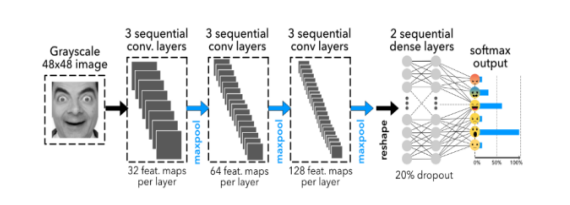 Grayscale
48x48 image
3 sequential
conv. layers
32 feat. maps
per layer
maxpool
3 sequential
conv layers
64 feat. maps
per layer
maxpool
3 sequential
conv layers
128 feat. maps
per layer
maxpool
reshape
2 sequential
dense layers
20% dropout
softmax
output
0% 50% 100%